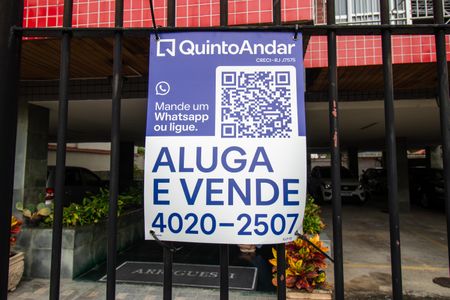 QuintoAndar
CRECI-RJ J7575
Mande um
Whatsapp
ou ligue.
ALUGA
E VENDE
4020-2507